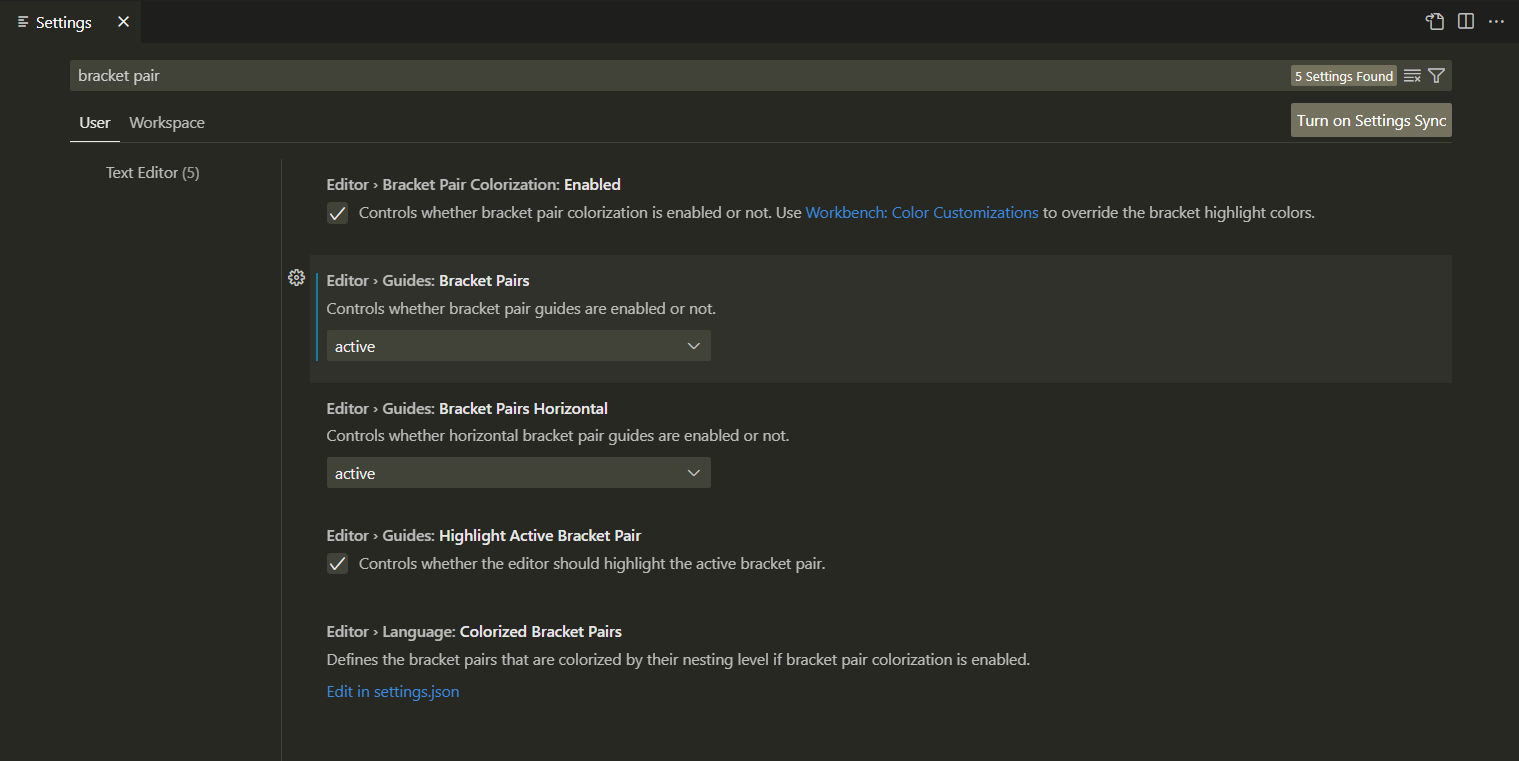 Settings
bracket pair
5 Settings Found
User Workspace
Turn on Settings Sync
Text Editor (5)
Editor › Bracket Pair Colorization: Enabled
Controls whether bracket pair colorization is enabled or not. Use Workbench: Color Customizations to override the bracket highlight colors.
Editor › Guides: Bracket Pairs
Controls whether bracket pair guides are enabled or not.
active
Editor › Guides: Bracket Pairs Horizontal
Controls whether horizontal bracket pair guides are enabled or not.
active
Editor › Guides: Highlight Active Bracket Pair
Controls whether the editor should highlight the active bracket pair.
Editor › Language: Colorized Bracket Pairs
Defines the bracket pairs that are colorized by their nesting level if bracket pair colorization is enabled.
Edit in settings.json